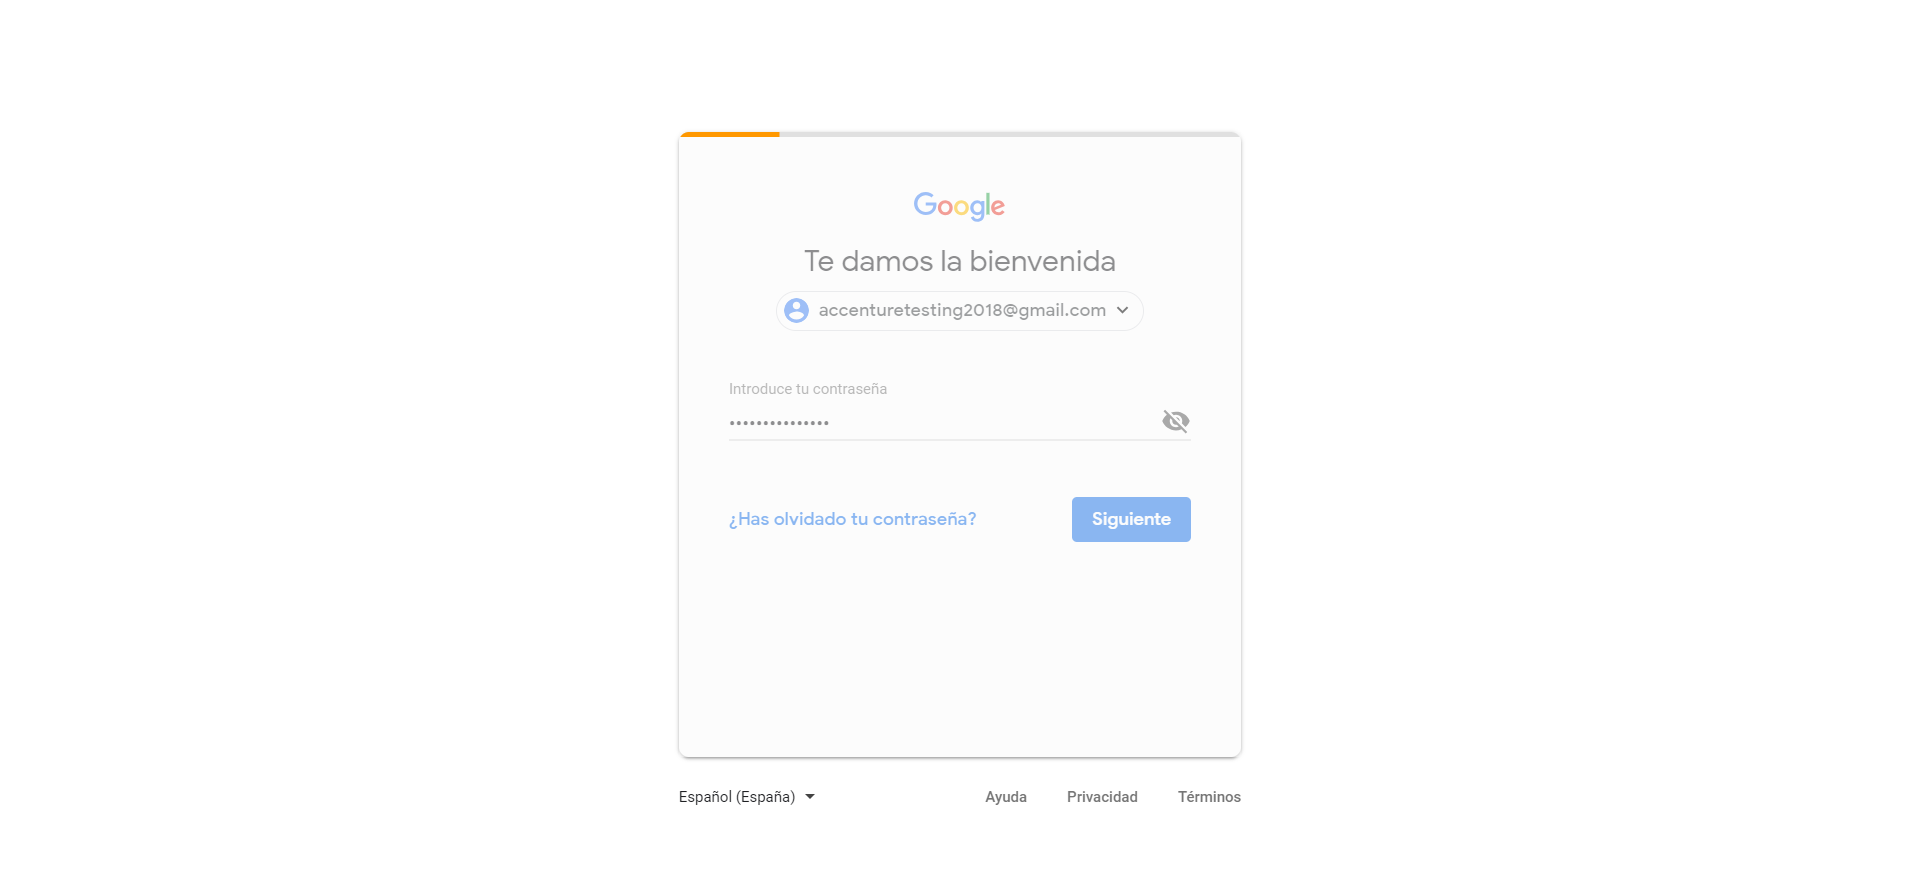 Google
Te damos la bienvenida
accenturetesting2018@gmail.com
Introduce tu contraseña
•••••••••••••••
¿Has olvidado tu contraseña? Siguiente
Español (España) Ayuda Privacidad Términos